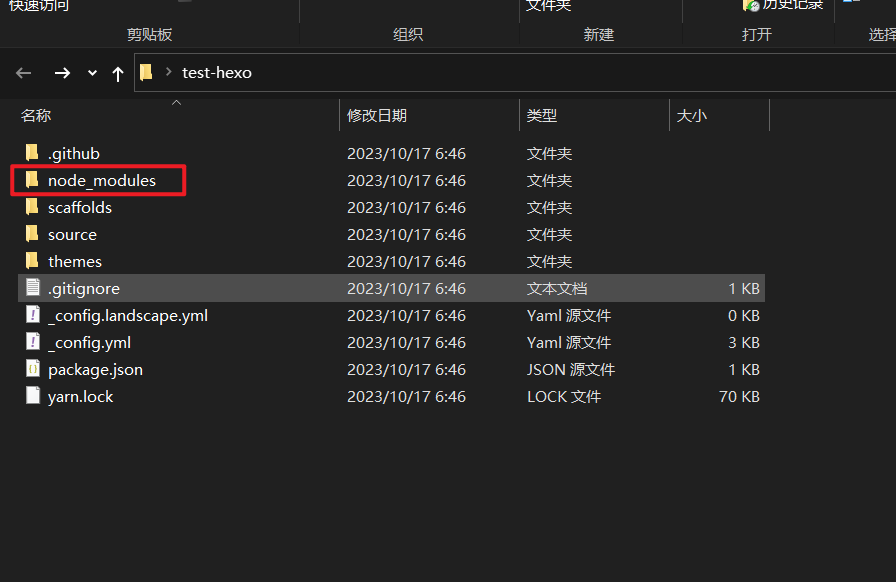 快速访问 文件夹 历史记录
剪贴板 组织 新建 打开 选择
test-hexo
名称 修改日期 类型 大小
.github 2023/10/17 6:46 文件夹
node_modules 2023/10/17 6:46 文件夹
scaffolds 2023/10/17 6:46 文件夹
source 2023/10/17 6:46 文件夹
themes 2023/10/17 6:46 文件夹
.gitignore 2023/10/17 6:46 文本文档 1 KB
_config.landscape.yml 2023/10/17 6:46 Yaml 源文件 0 KB
_config.yml 2023/10/17 6:46 Yaml 源文件 3 KB
package.json 2023/10/17 6:46 JSON 源文件 1 KB
yarn.lock 2023/10/17 6:46 LOCK 文件 70 KB